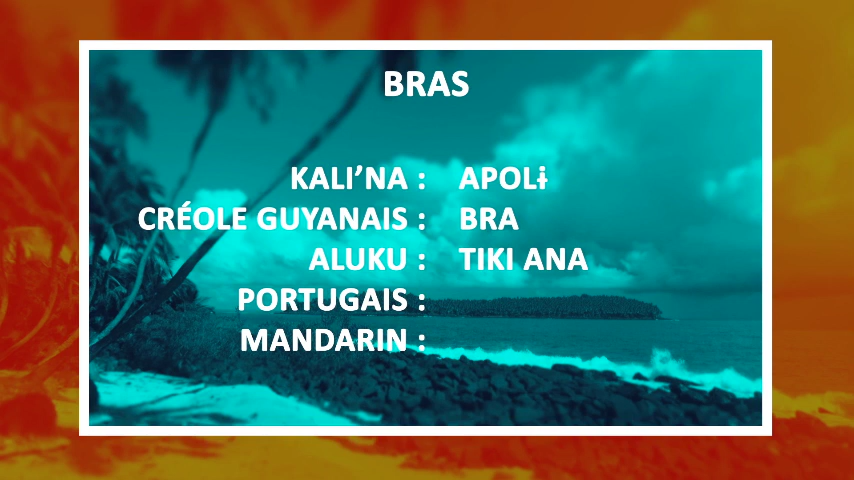 BRAS
KALI’NA : APOLɨ
CRÉOLE GUYANAIS : BRA
ALUKU : TIKI ANA
PORTUGAIS :
MANDARIN :